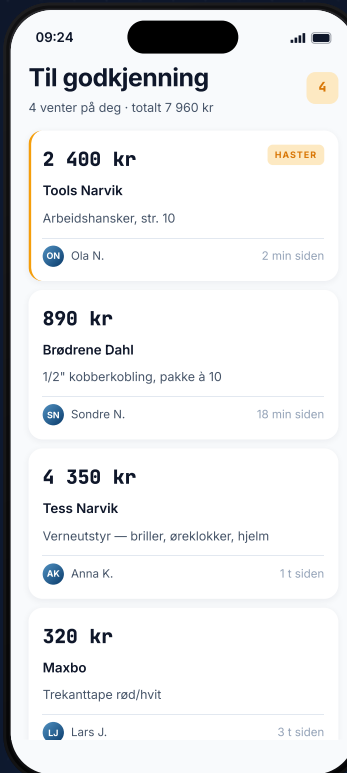 09:24
Til godkjenning
4 venter på deg · totalt 7 960 kr
4
2 400 kr
HASTER
Tools Narvik
Arbeidshansker, str. 10
ON Ola N. 2 min siden
890 kr
Brødrene Dahl
1/2" kobberkobling, pakke à 10
SN Sondre N. 18 min siden
4 350 kr
Tess Narvik
Verneutstyr — briller, øreklokker, hjelm
AK Anna K. 1 t siden
320 kr
Maxbo
Trekanttape rød/hvit
LJ Lars J. 3 t siden